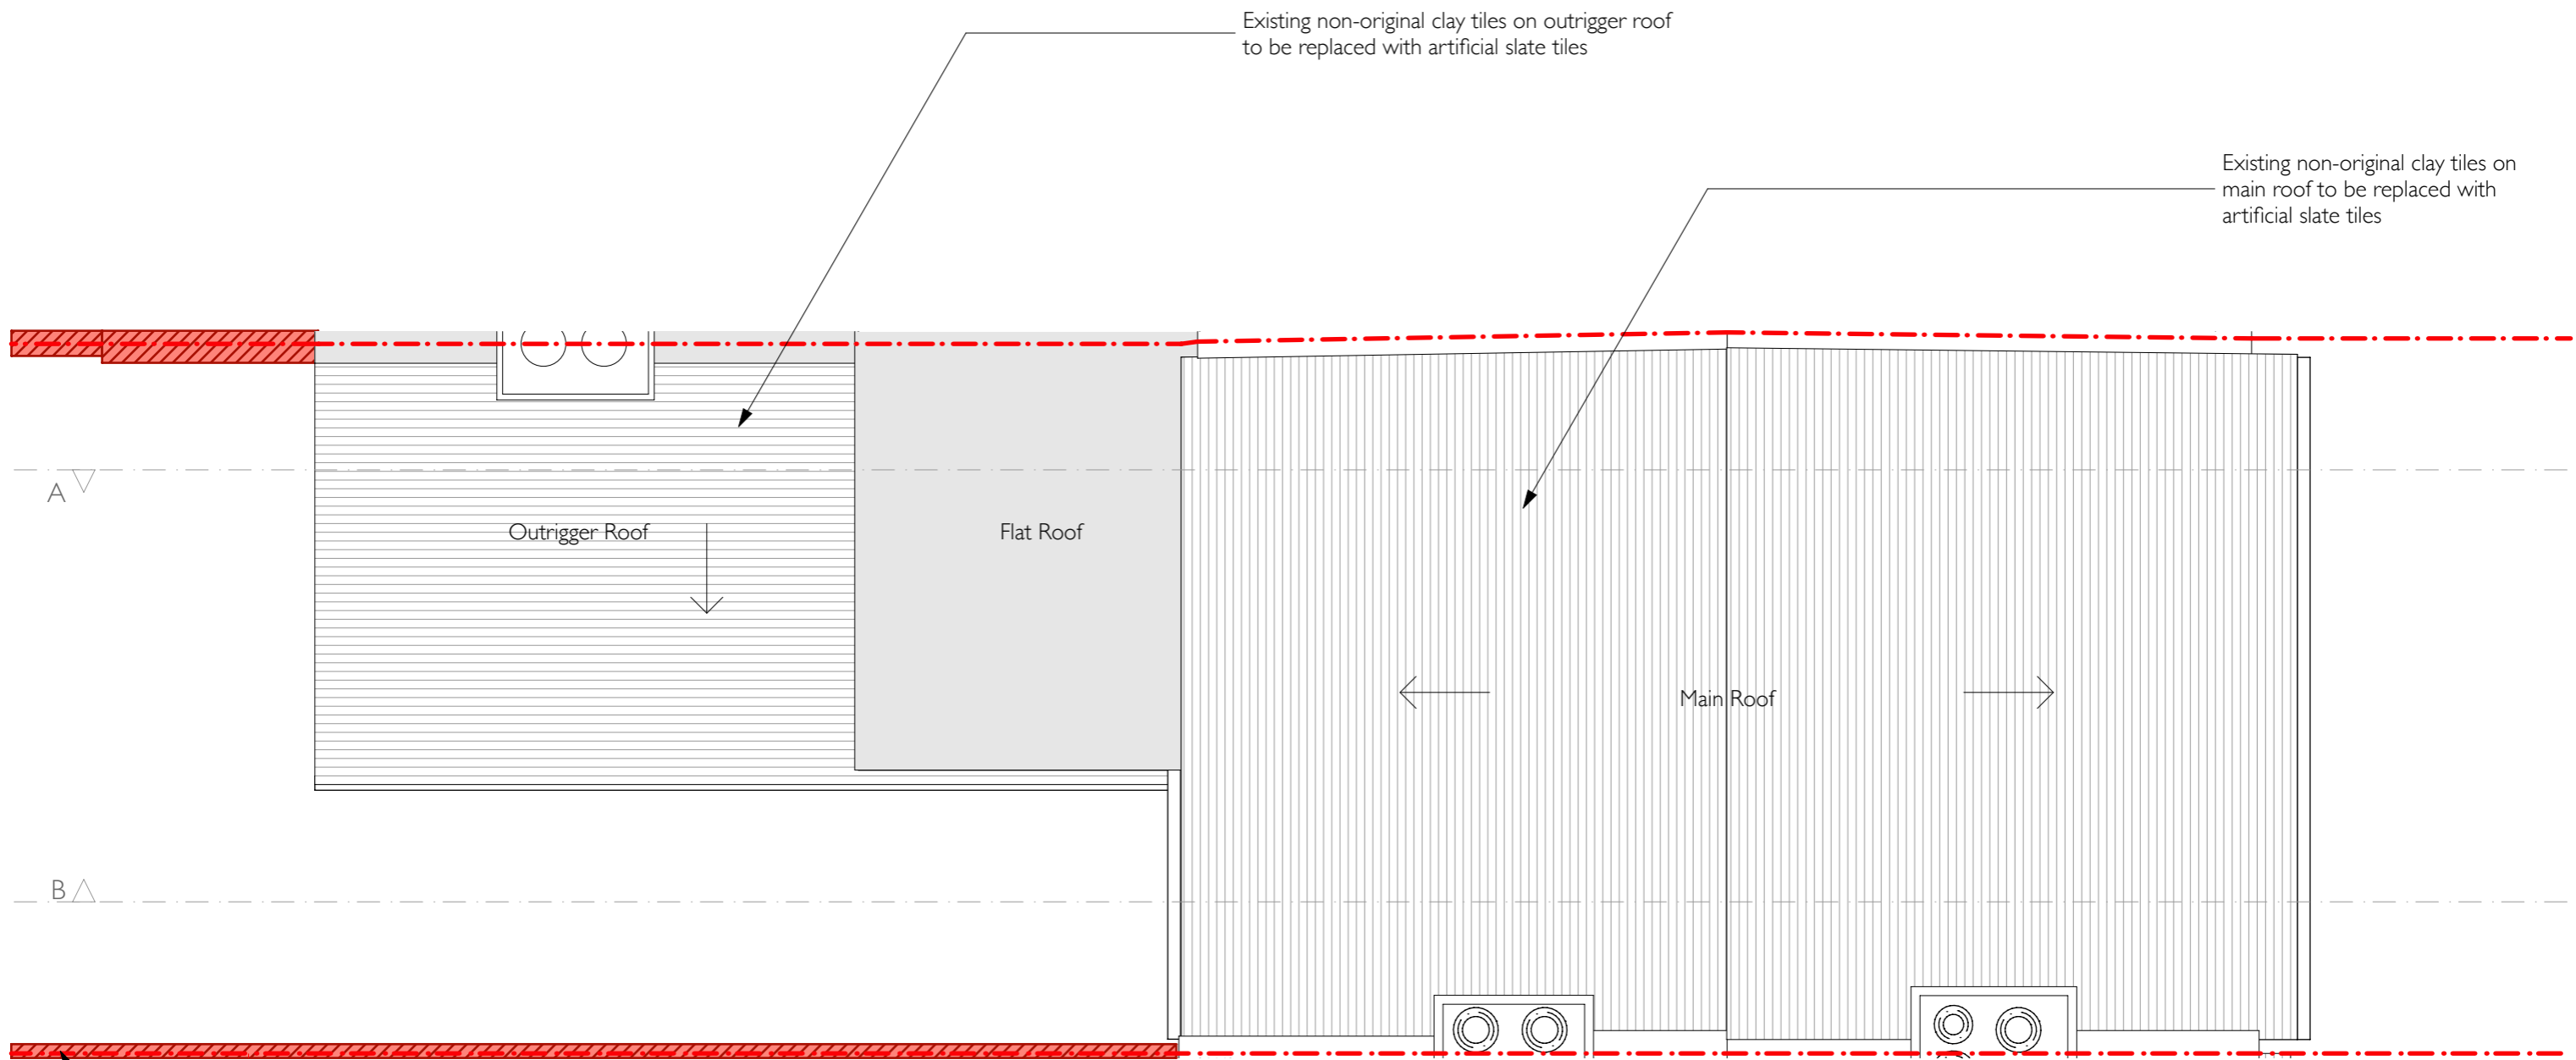 Existing non-original clay tiles on outrigger roof
to be replaced with artificial slate tiles
Existing non-original clay tiles on
main roof to be replaced with
artificial slate tiles
A
Outrigger Roof
Flat Roof
Main Roof
B